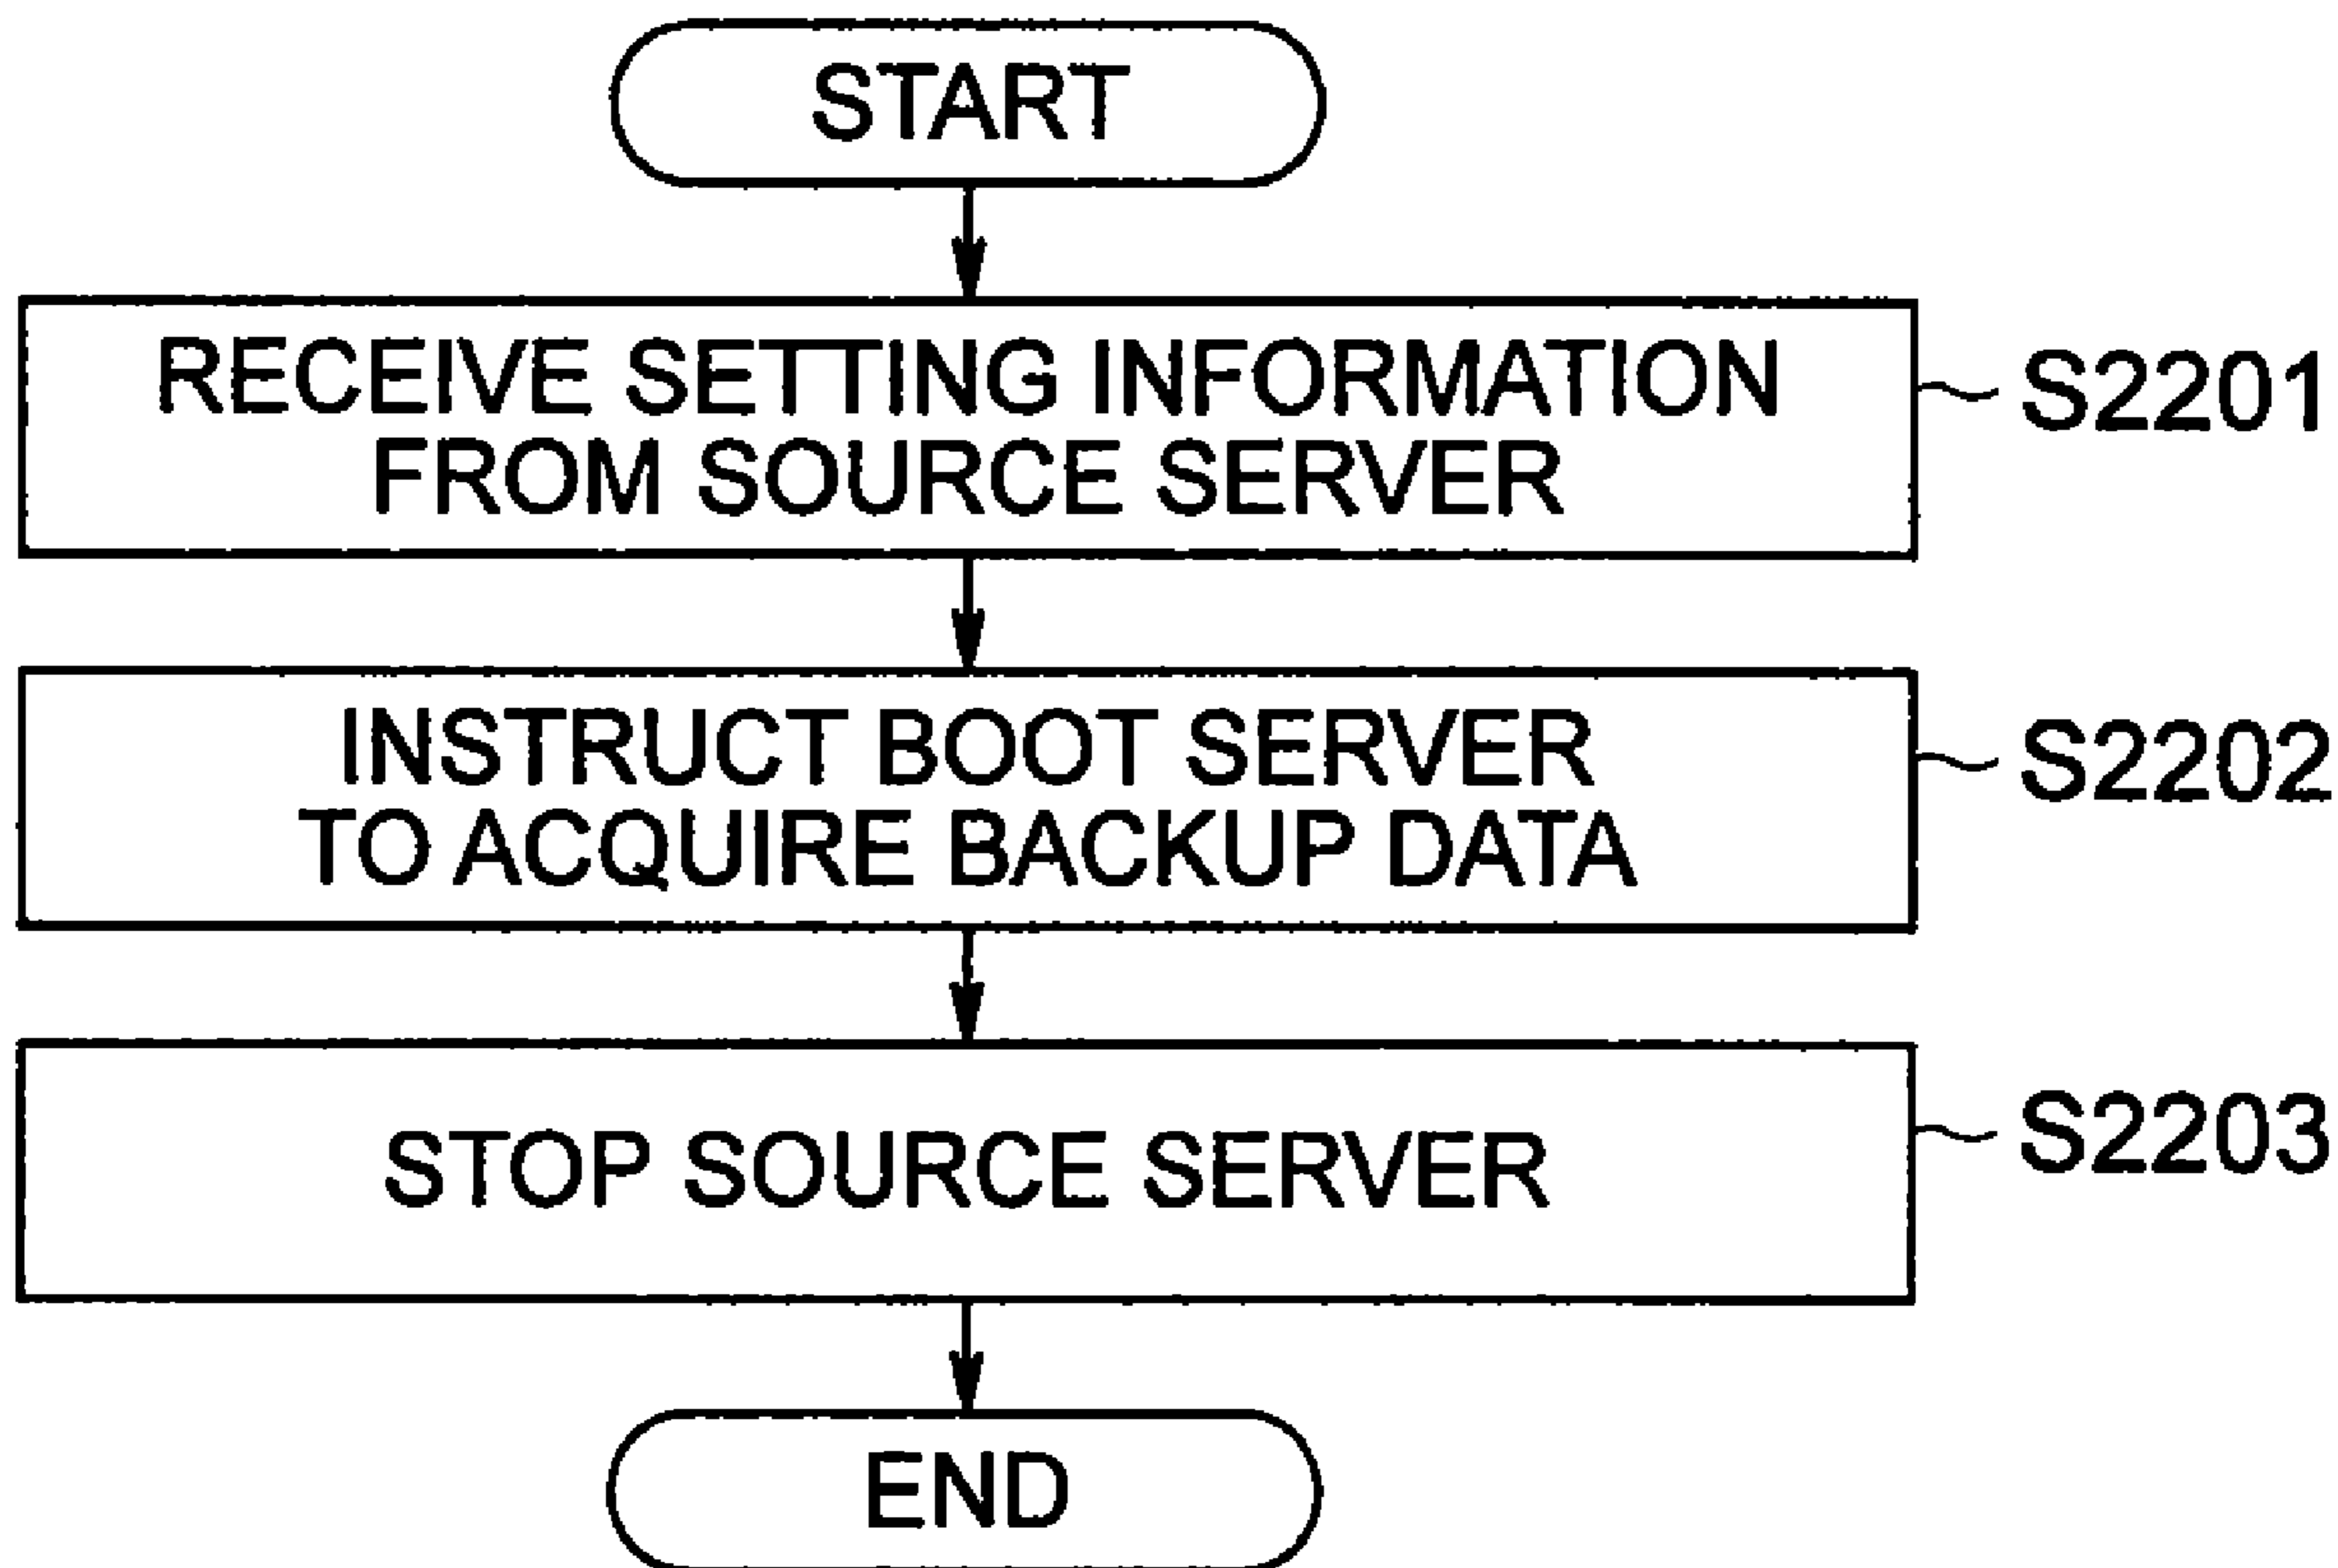 START
RECEIVE SETTING INFORMATION
FROM SOURCE SERVER
S2201
INSTRUCT BOOT SERVER
TO ACQUIRE BACKUP DATA
S2202
STOP SOURCE SERVER
S2203
END